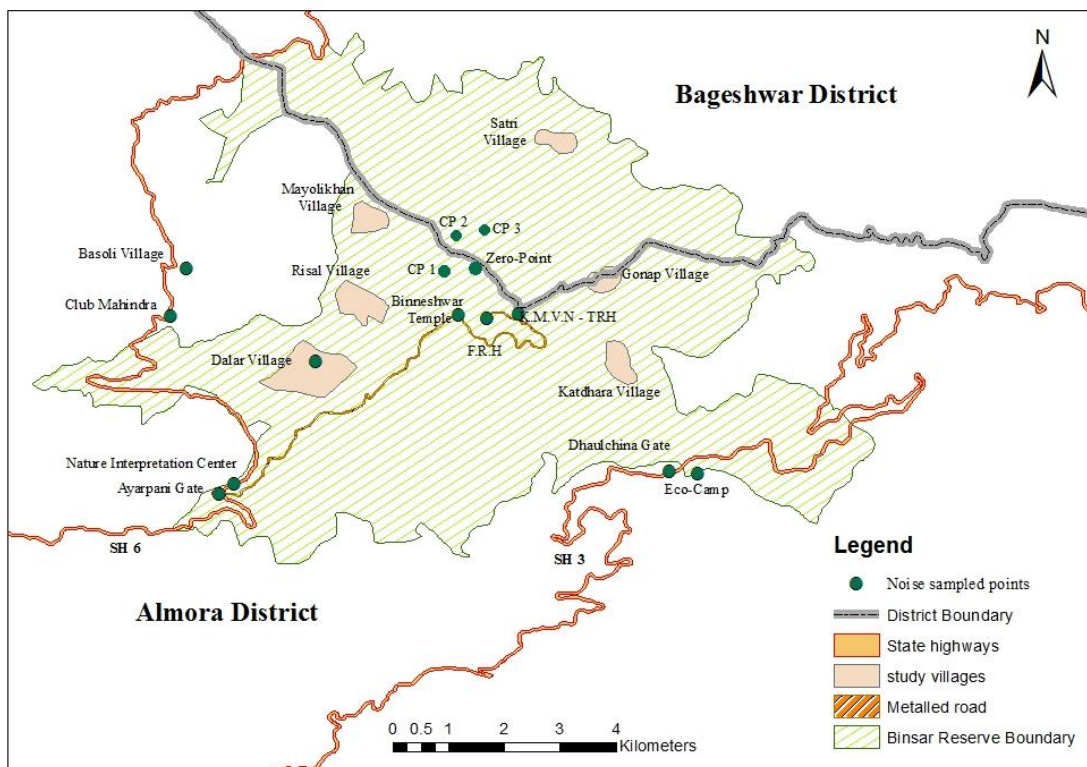 N
Bageshwar District
Satri
Village
Mayolikhan
Village
CP 2
CP 3
Basoli Village
Risal Village
CP 1
Zero-Point
Gonap Village
Club Mahindra
Binneshwar
Temple
K.M.V.N - TRH
F.R.H
Dalar Village
Katdhara Village
Nature Interpretation Center
Ayarpani Gate
Dhaulchina Gate
Eco-Camp
SH 6
SH 3
Almora District
Legend
Noise sampled points
District Boundary
State highways
study villages
Metalled road
Binsar Reserve Boundary
0 0.5 1 2 3 4
Kilometers